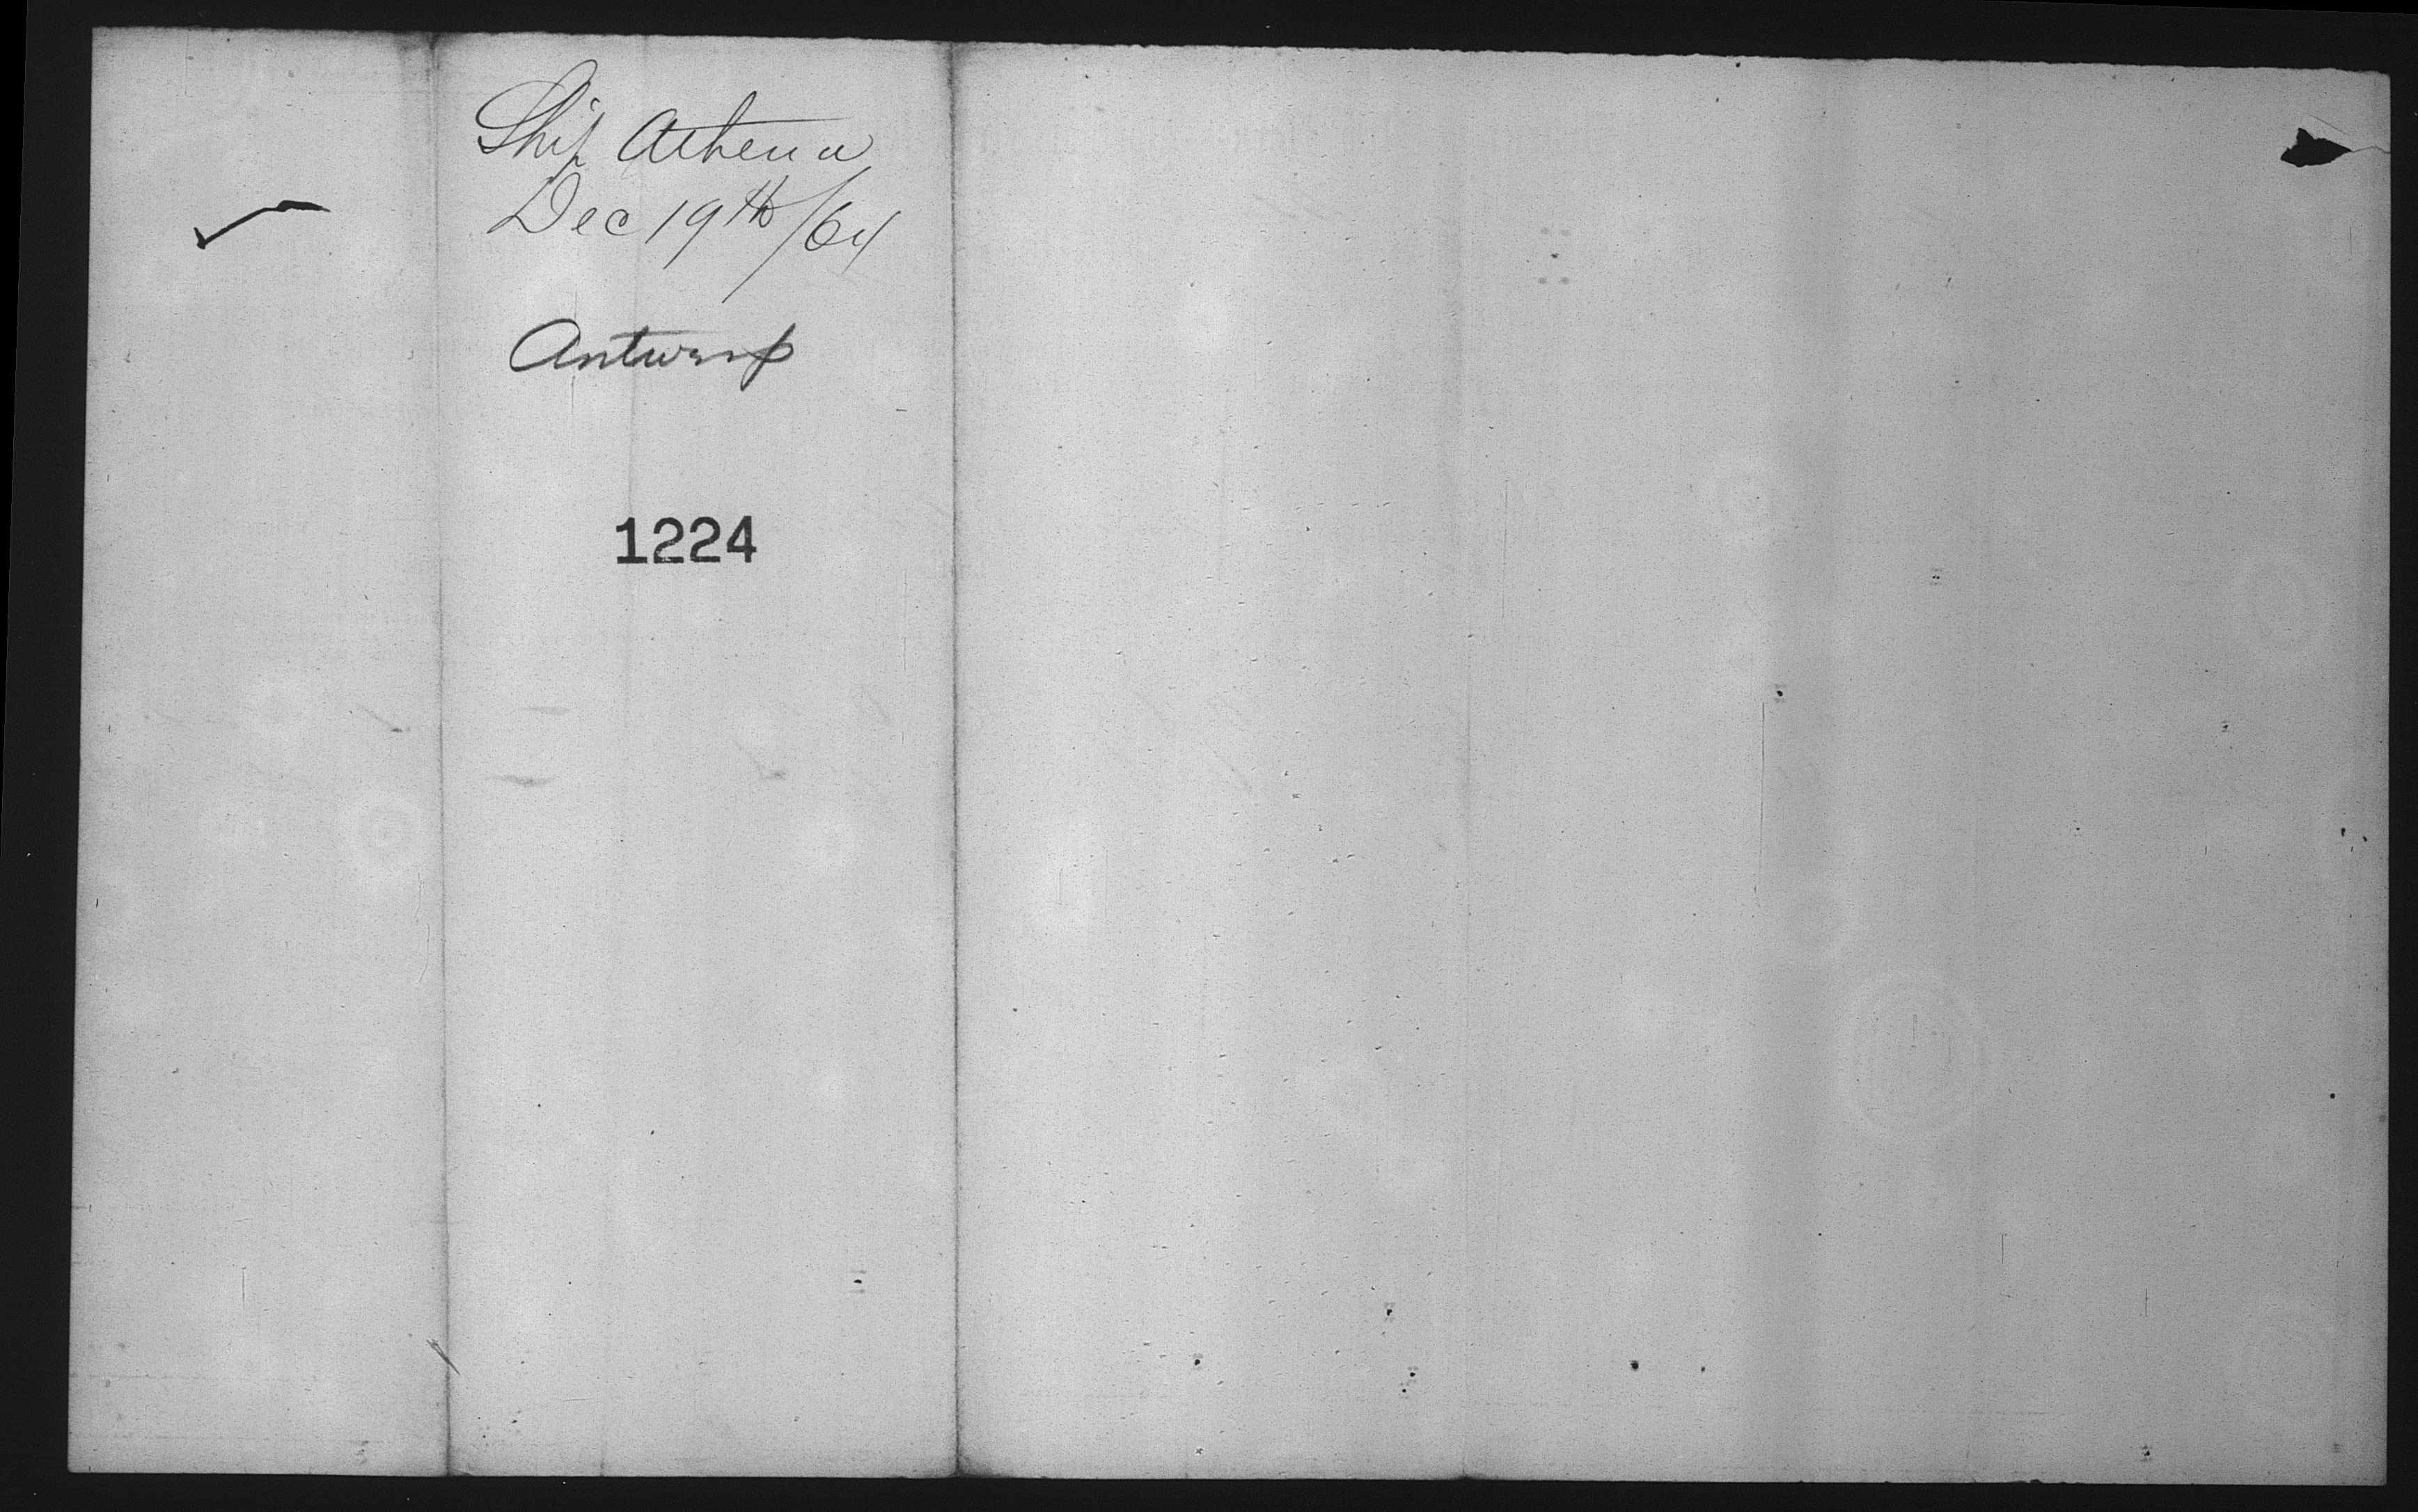 Ship Athena
Dec 19th/64
Antwerp
1224